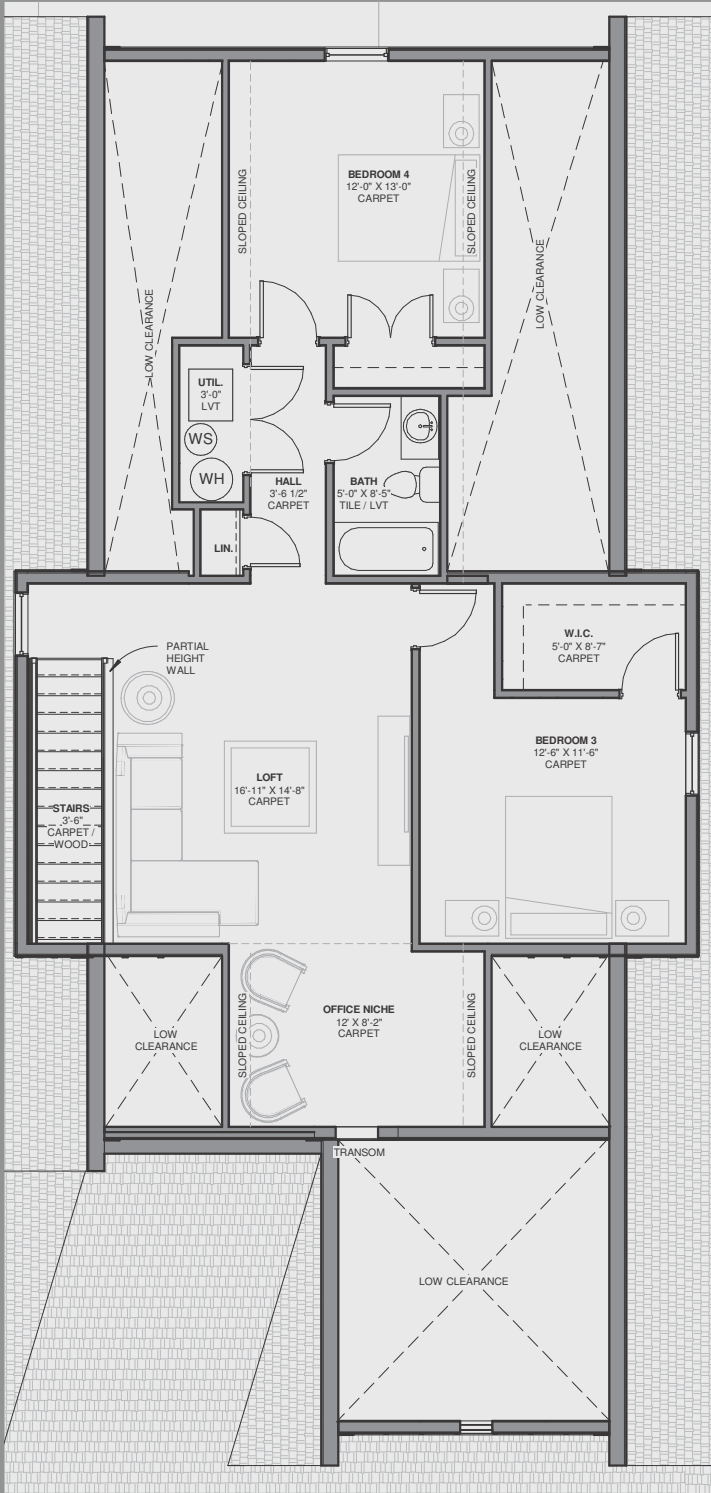 BEDROOM 4
12'-0" X 13'-0"
CARPET
SLOPED CEILING
SLOPED CEILING
LOW CLEARANCE
LOW CLEARANCE
UTIL.
3'-0"
LVT
WS
WH
HALL
3'-6 1/2"
CARPET
BATH
5'-0" X 8'-5"
TILE / LVT
LIN.
W.I.C.
5'-0" X 8'-7"
CARPET
PARTIAL
HEIGHT
WALL
BEDROOM 3
12'-6" X 11'-6"
CARPET
LOFT
16'-11" X 14'-8"
CARPET
STAIRS
3'-6"
CARPET /
WOOD
OFFICE NICHE
12' X 8'-2"
CARPET
SLOPED CEILING
SLOPED CEILING
LOW
CLEARANCE
LOW
CLEARANCE
TRANSOM
LOW CLEARANCE